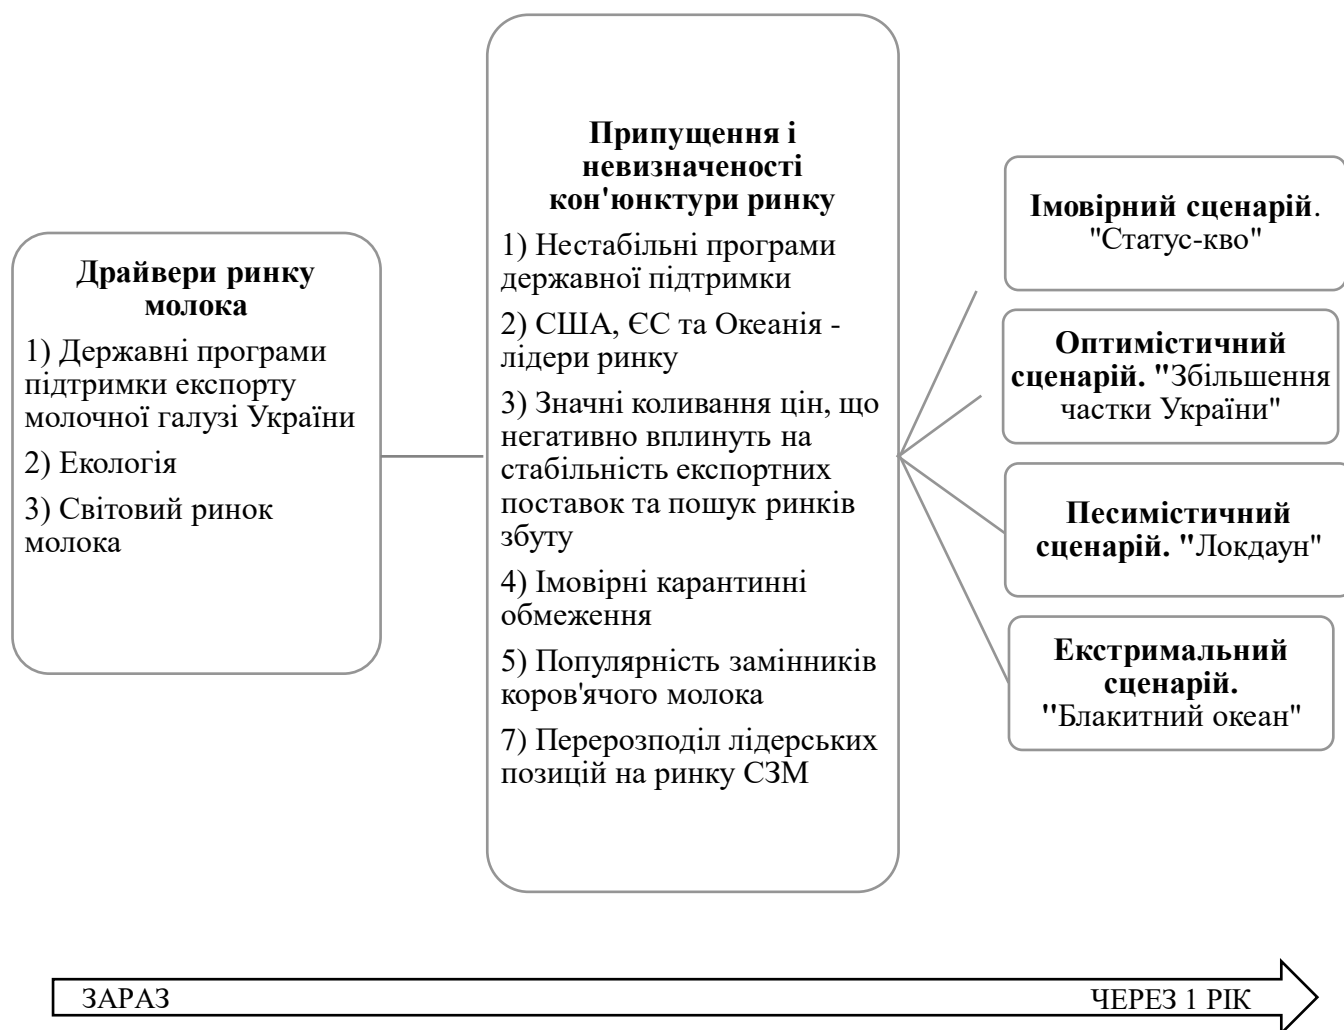 Драйвери ринку
молока
1) Державні програми
підтримки експорту
молочної галузі України
2) Екологія
3) Світовий ринок
молока
Припущення і
невизначеності
кон'юнктури ринку
1) Нестабільні програми
державної підтримки
2) США, ЄС та Океанія -
лідери ринку
3) Значні коливання цін, що
негативно вплинуть на
стабільність експортних
поставок та пошук ринків
збуту
4) Імовірні карантинні
обмеження
5) Популярність замінників
коров'ячого молока
7) Перерозподіл лідерських
позицій на ринку СЗМ
Імовірний сценарій.
"Статус-кво"
Оптимістичний
сценарій. "Збільшення
частки України"
Песимістичний
сценарій. "Локдаун"
Екстримальний
сценарій.
"Блакитний океан"
ЗАРАЗ
ЧЕРЕЗ 1 РІК